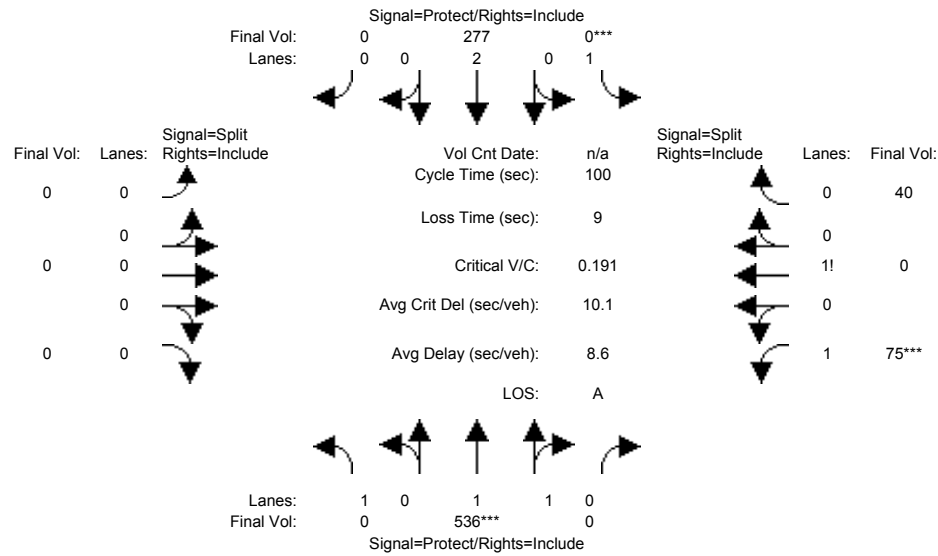 Signal=Protect/Rights=Include
Final Vol: 0 277 0***
Lanes: 0 0 2 0 1
Signal=Split
Final Vol: Lanes: Rights=Include
Vol Cnt Date: n/a
Signal=Split
Rights=Include Lanes: Final Vol:
Cycle Time (sec): 100
0 0
0 40
Loss Time (sec): 9
0
0
0 0
Critical V/C: 0.191
1! 0
0
Avg Crit Del (sec/veh): 10.1
0
0 0
Avg Delay (sec/veh): 8.6
1 75***
LOS: A
Lanes: 1 0 1 1 0
Final Vol: 0 536*** 0
Signal=Protect/Rights=Include